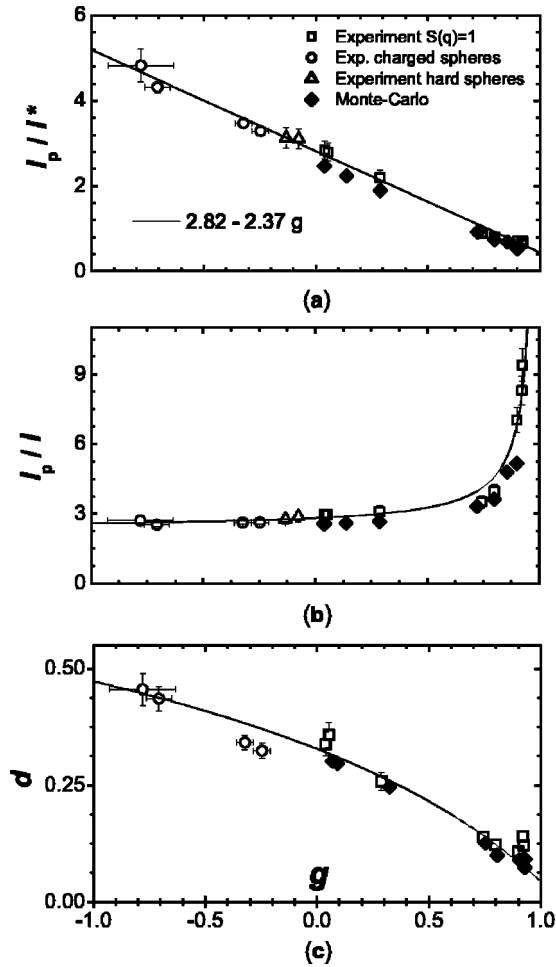 6
4
2
0
l_p / l*
Experiment S(q)=1
Exp. charged spheres
Experiment hard spheres
Monte-Carlo
2.82 - 2.37 g
(a)
9
6
3
0
l_p / l
(b)
0.50
0.25
0.00
d
g
-1.0 -0.5 0.0 0.5 1.0
(c)